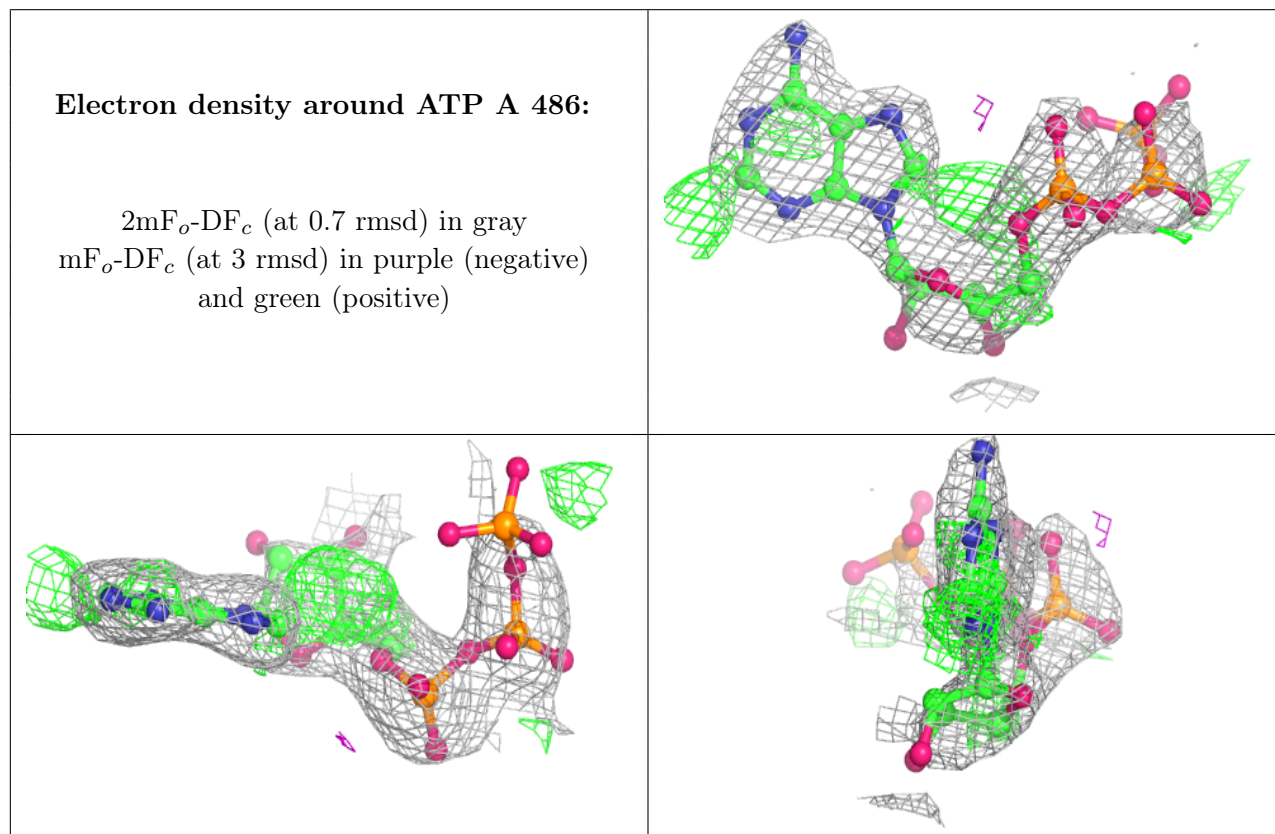 Electron density around ATP A 486:
2mFo-DFc (at 0.7 rmsd) in gray
mFo-DFc (at 3 rmsd) in purple (negative)
and green (positive)